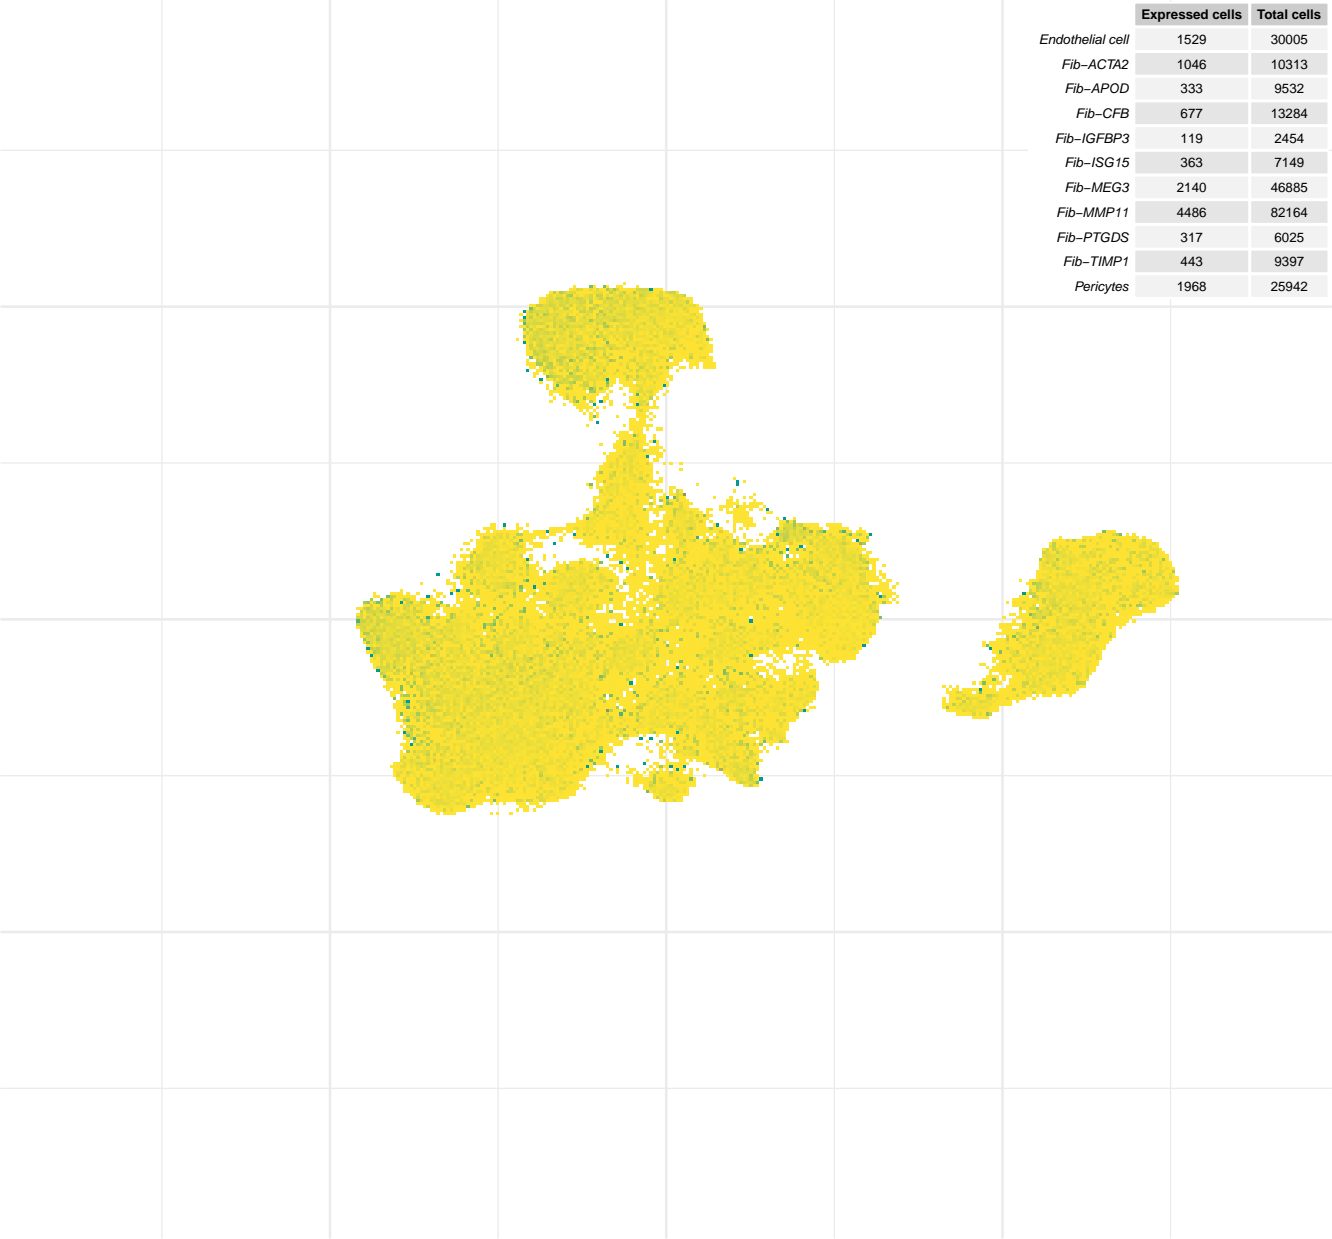 Expressed cells Total cells
Endothelial cell 1529 30005
Fib−ACTA2 1046 10313
Fib−APOD 333 9532
Fib−CFB 677 13284
Fib−IGFBP3 119 2454
Fib−ISG15 363 7149
Fib−MEG3 2140 46885
Fib−MMP11 4486 82164
Fib−PTGDS 317 6025
Fib−TIMP1 443 9397
Pericytes 1968 25942